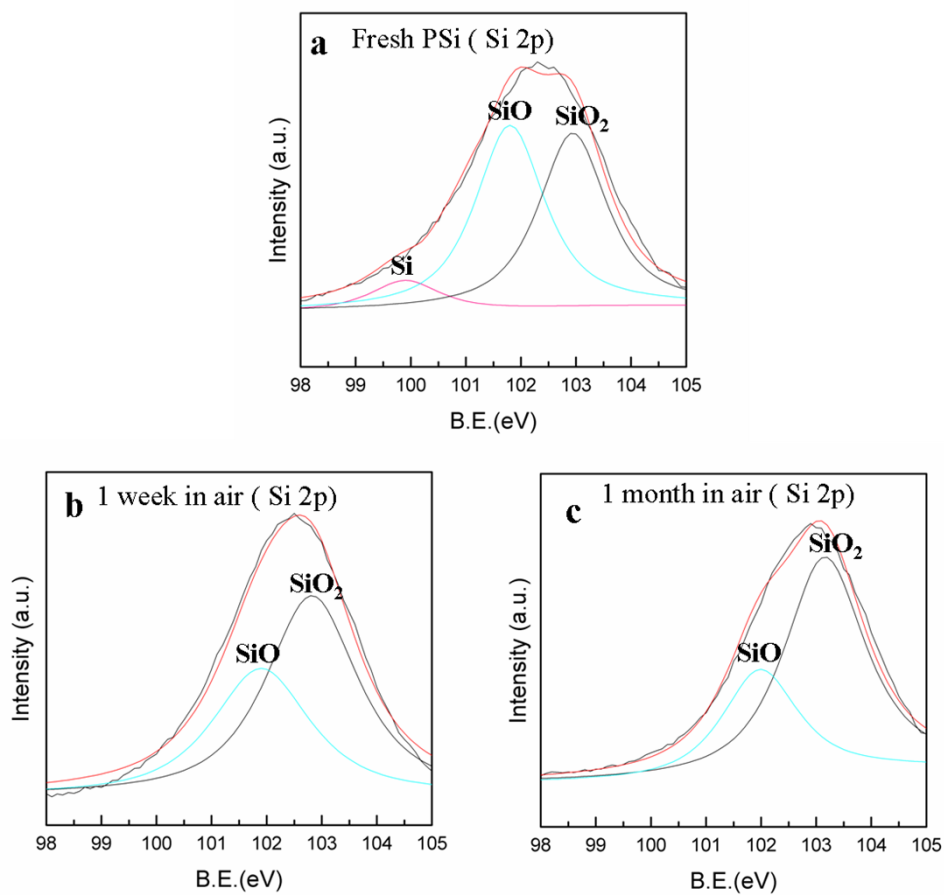 a Fresh PSi ( Si 2p)
SiO
SiO₂
Si
Intensity (a.u.)
98 99 100 101 102 103 104 105
B.E.(eV)
b 1 week in air ( Si 2p)
SiO₂
SiO
Intensity (a.u.)
98 99 100 101 102 103 104 105
B.E.(eV)
c 1 month in air ( Si 2p)
SiO₂
SiO
Intensity (a.u.)
98 99 100 101 102 103 104 105
B.E.(eV)